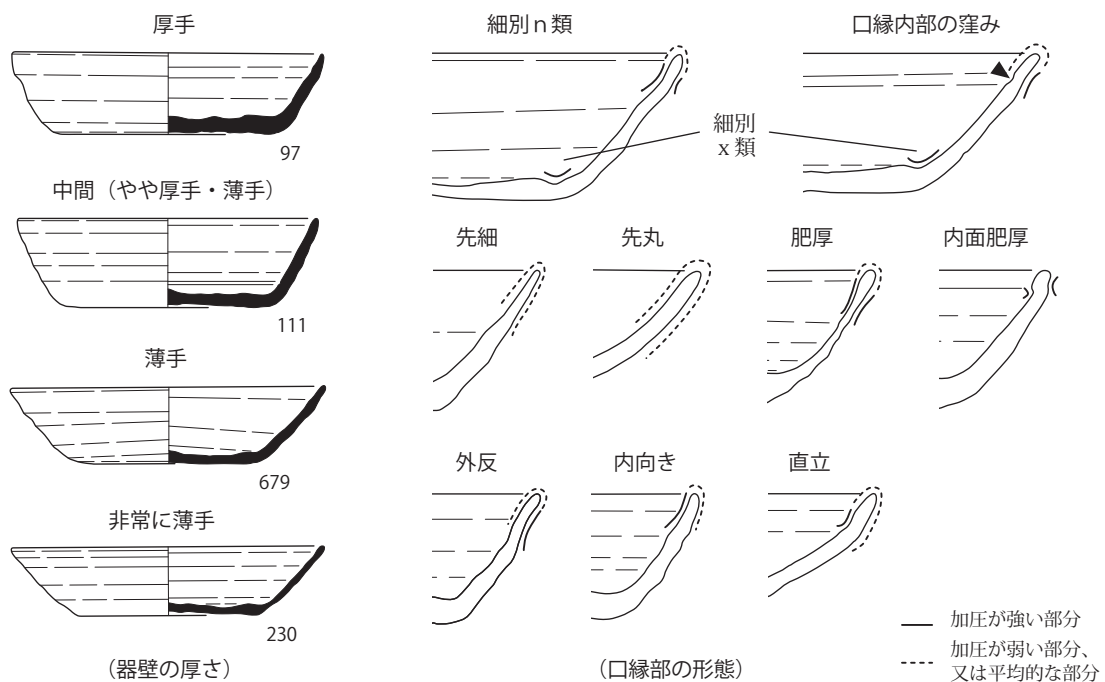 厚手
97
中間（やや厚手・薄手）
111
薄手
679
非常に薄手
230
（器壁の厚さ）
細別ｎ類
口縁内部の窪み
細別
ｘ類
先細
先丸
肥厚
内面肥厚
外反
内向き
直立
（口縁部の形態）
加圧が強い部分
加圧が弱い部分、
又は平均的な部分